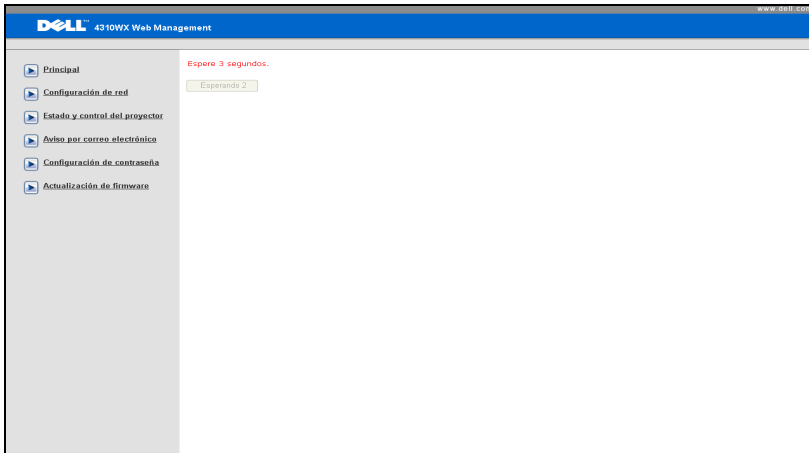 www.dell.com
DELL™ 4310WX Web Management
Principal
Configuración de red
Estado y control del proyector
Aviso por correo electrónico
Configuración de contraseña
Actualización de firmware
Espere 3 segundos.
Esperando 2